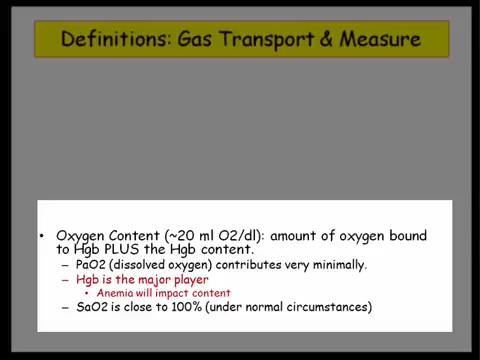 Definitions: Gas Transport & Measure
• Oxygen Content (~20 ml O2/dl): amount of oxygen bound
to Hgb PLUS the Hgb content.
– PaO2 (dissolved oxygen) contributes very minimally.
– Hgb is the major player
• Anemia will impact content
– SaO2 is close to 100% (under normal circumstances)